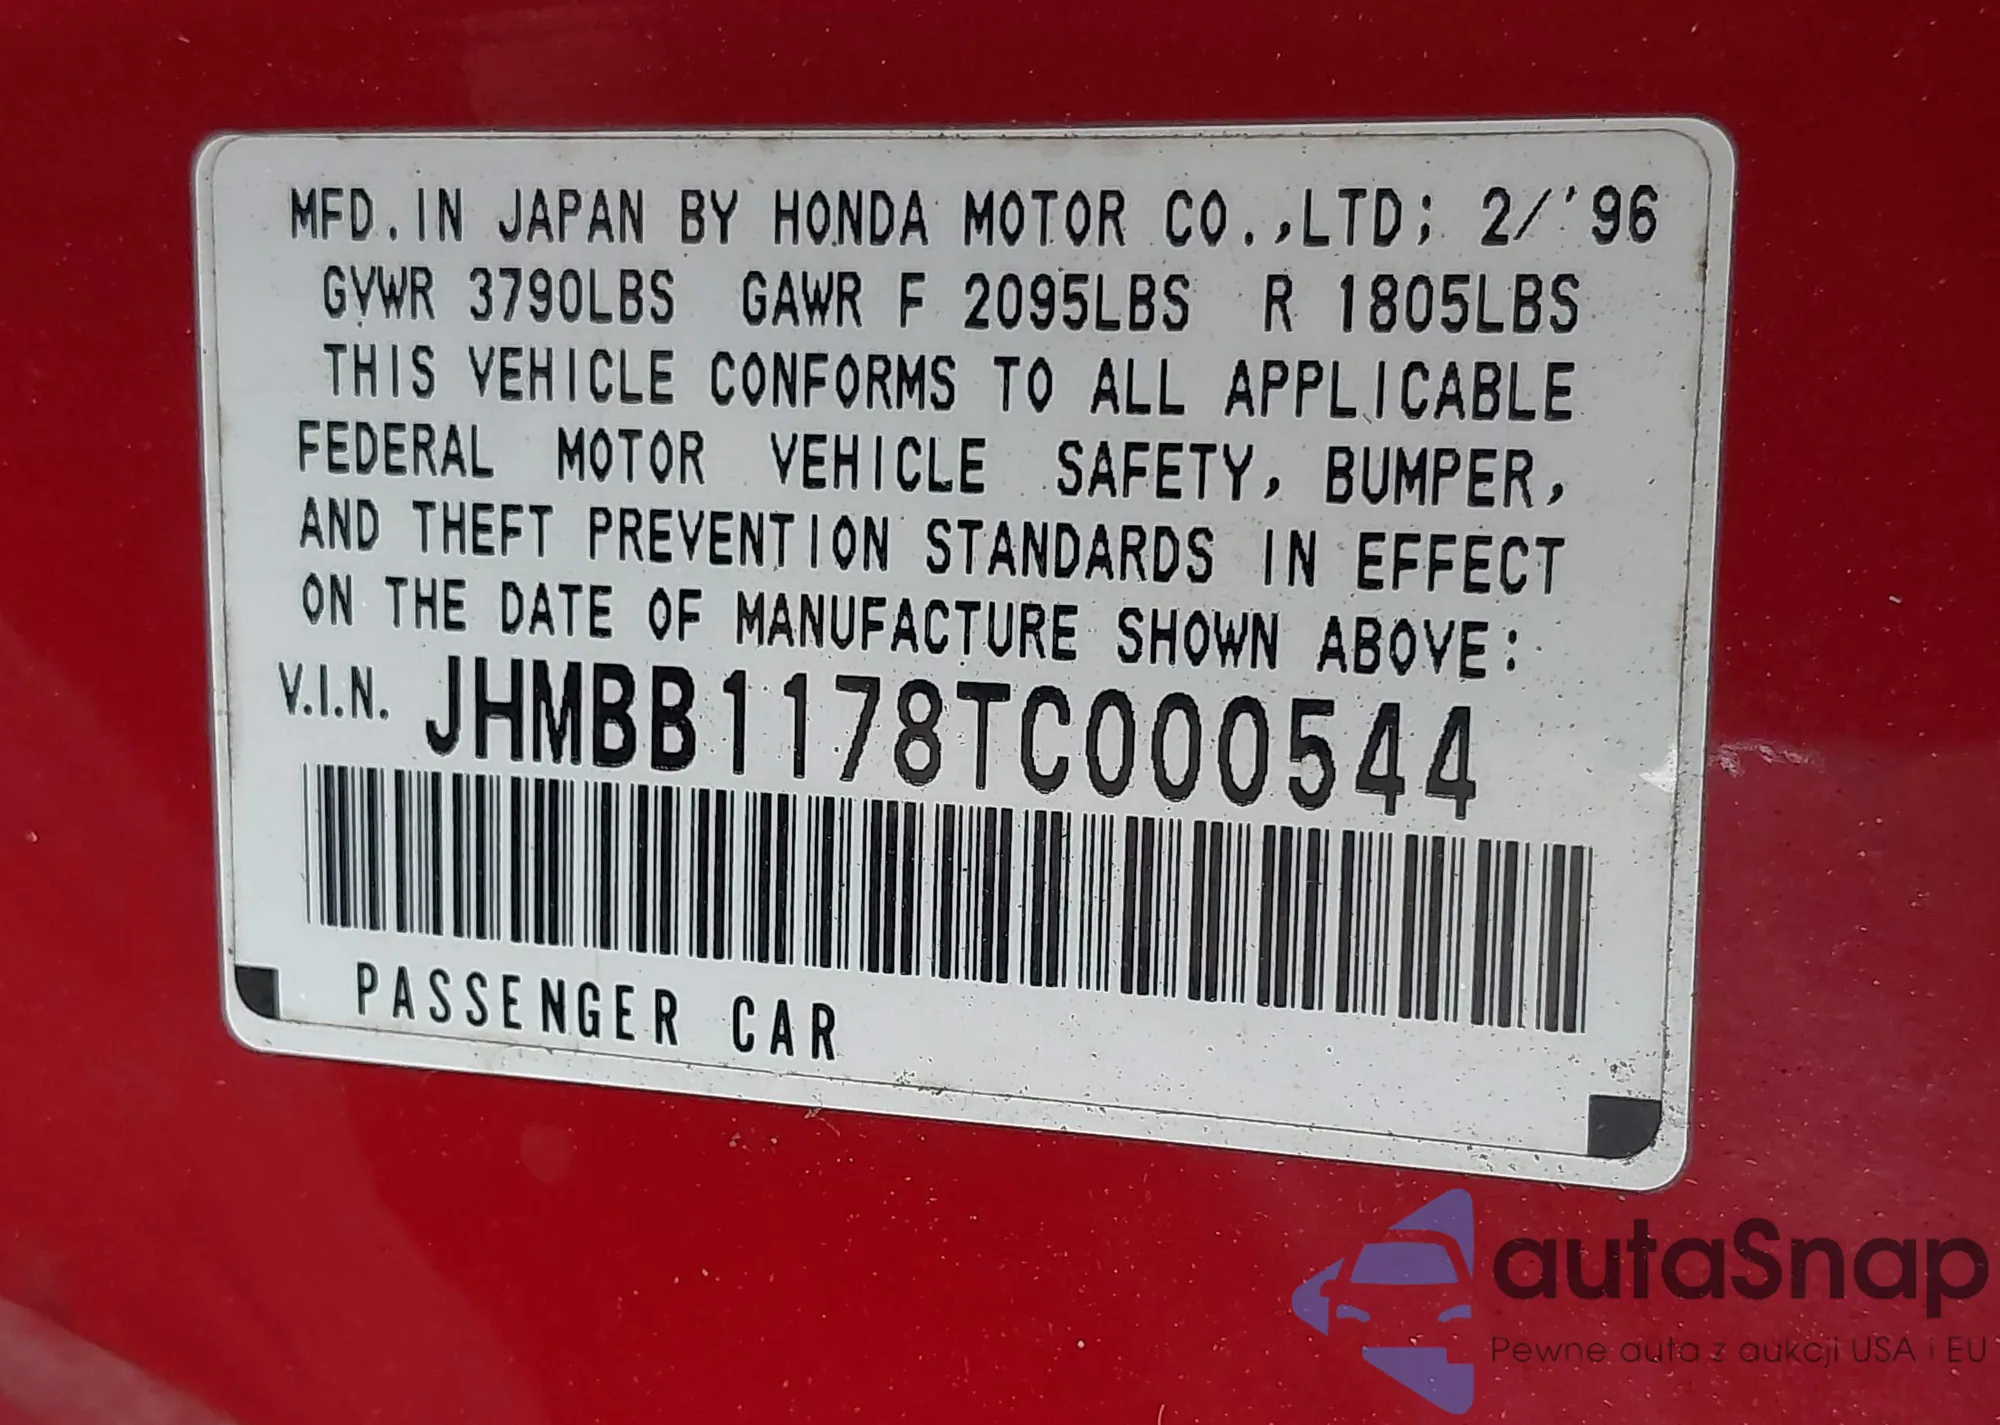 MFD. IN JAPAN BY HONDA MOTOR CO.,LTD; 2/'96
GVWR 3790LBS GAWR F 2095LBS R 1805LBS
THIS VEHICLE CONFORMS TO ALL APPLICABLE
FEDERAL MOTOR VEHICLE SAFETY, BUMPER,
AND THEFT PREVENTION STANDARDS IN EFFECT
ON THE DATE OF MANUFACTURE SHOWN ABOVE:
V.I.N. JHMBB1178TC000544
PASSENGER CAR
autaSnap
Pewne auta z aukcji USA i EU